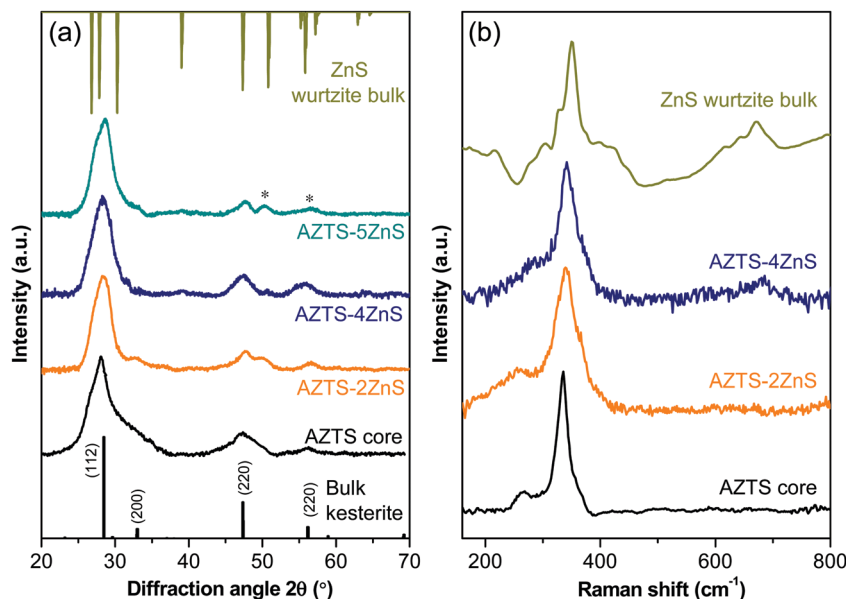 (a)
ZnS
wurtzite bulk
*
*
AZTS-5ZnS
AZTS-4ZnS
AZTS-2ZnS
AZTS core
(112)
(200)
(220)
(220)
Bulk
kesterite
20
30
40
50
60
70
Diffraction angle 2θ (°)
Intensity (a.u.)
(b)
ZnS wurtzite bulk
AZTS-4ZnS
AZTS-2ZnS
AZTS core
200
400
600
800
Raman shift (cm⁻¹)
Intensity (a.u.)